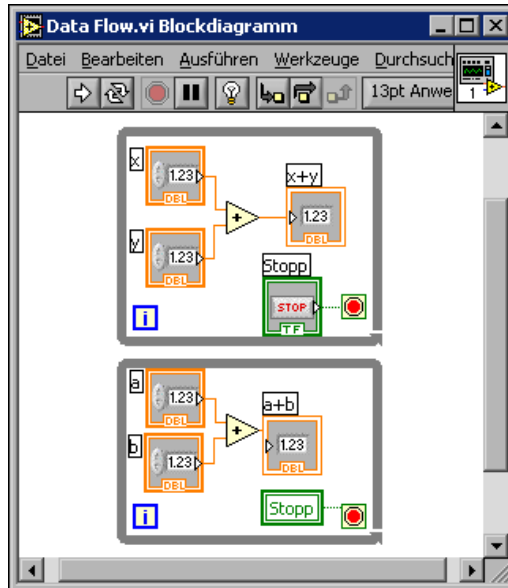 Data Flow.vi Blockdiagramm
Datei Bearbeiten Ausführen Werkzeuge Durchsuch
13pt Anwe
1
x
1.23
DBL
x+y
1.23
DBL
y
1.23
DBL
Stopp
STOP
TF
i
a
1.23
DBL
a+b
1.23
DBL
b
1.23
DBL
Stopp
i